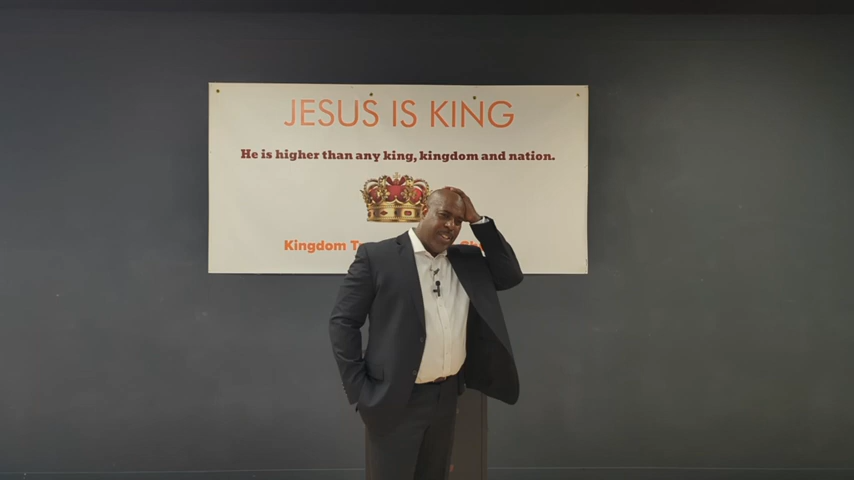 JESUS IS KING
He is higher than any king, kingdom and nation.
Kingdom